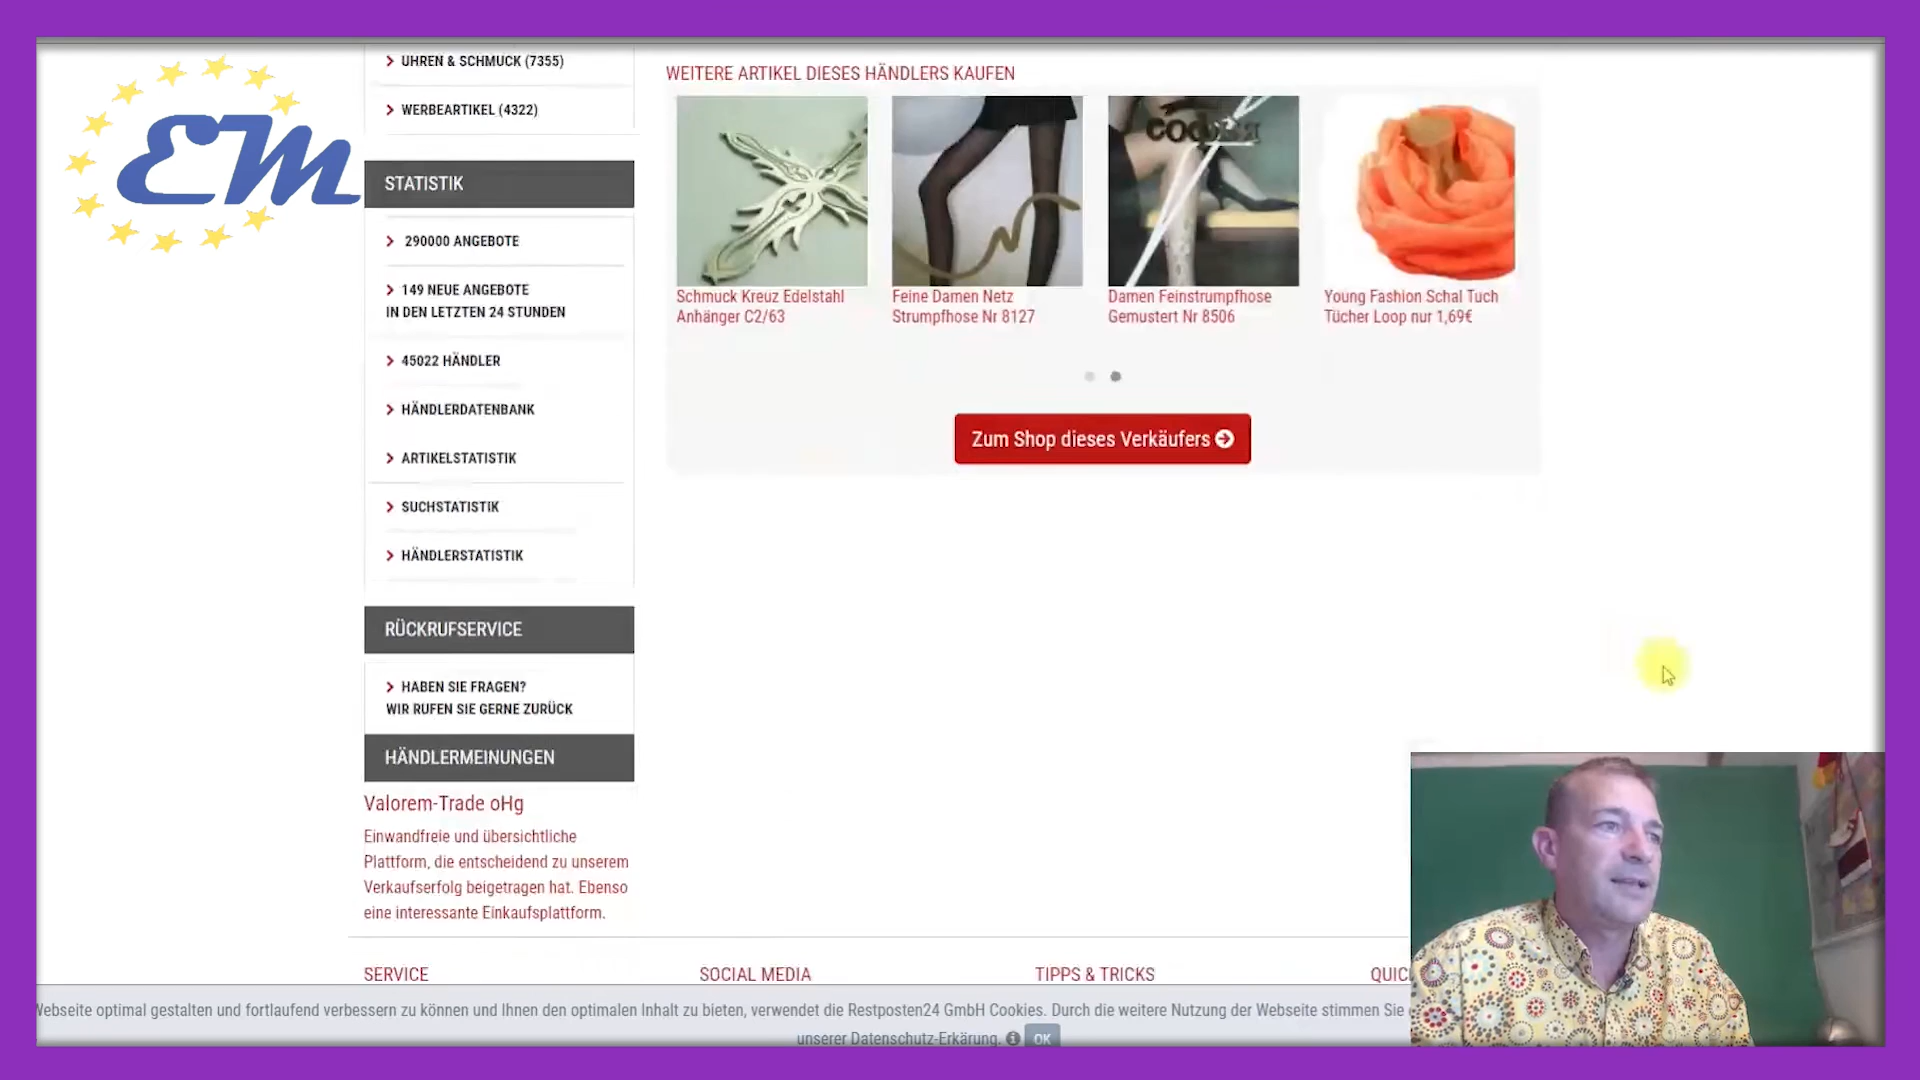 EM
UHREN & SCHMUCK (7355)
WERBEARTIKEL (4322)
STATISTIK
290000 ANGEBOTE
149 NEUE ANGEBOTE
IN DEN LETZTEN 24 STUNDEN
45022 HÄNDLER
HÄNDLERDATENBANK
ARTIKELSTATISTIK
SUCHSTATISTIK
HÄNDLERSTATISTIK
RÜCKRUFSERVICE
HABEN SIE FRAGEN?
WIR RUFEN SIE GERNE ZURÜCK
HÄNDLERMEINUNGEN
Valorem-Trade oHg
Einwandfreie und übersichtliche
Plattform, die entscheidend zu unserem
Verkaufserfolg beigetragen hat. Ebenso
eine interessante Einkaufsplattform.
WEITERE ARTIKEL DIESES HÄNDLERS KAUFEN
Schmuck Kreuz Edelstahl
Anhänger C2/63
Feine Damen Netz
Strumpfhose Nr 8127
Damen Feinstrumpfhose
Gemustert Nr 8506
Young Fashion Schal Tuch
Tücher Loop nur 1,69€
Zum Shop dieses Verkäufers
SERVICE
SOCIAL MEDIA
TIPPS & TRICKS
Webseite optimal gestalten und fortlaufend verbessern zu können und Ihnen den optimalen Inhalt zu bieten, verwendet die Restposten24 GmbH Cookies. Durch die weitere Nutzung der Webseite stimmen Sie
unserer Datenschutz-Erkärung. OK